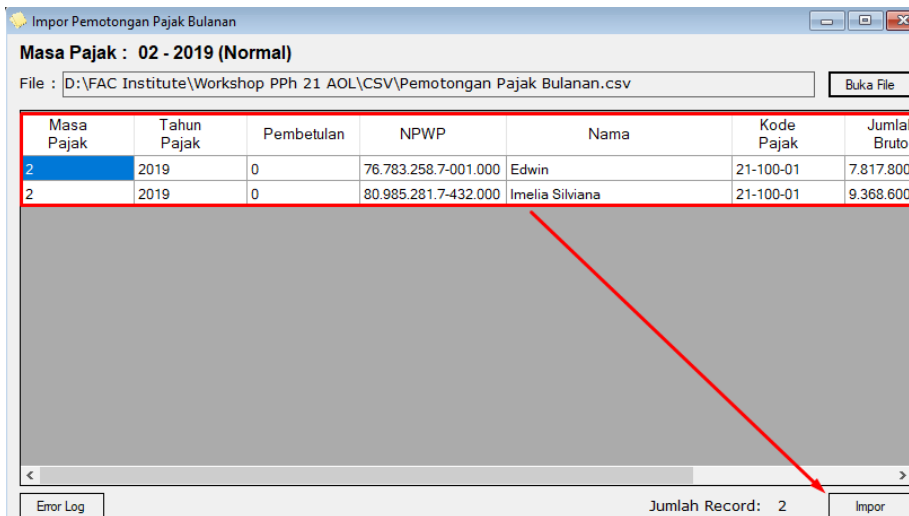 Impor Pemotongan Pajak Bulanan
Masa Pajak : 02 - 2019 (Normal)
File : D:\FAC Institute\Workshop PPh 21 AOL\CSV\Pemotongan Pajak Bulanan.csv Buka File
Masa Pajak Tahun Pajak Pembetulan NPWP Nama Kode Pajak Jumlal Bruto
2 2019 0 76.783.258.7-001.000 Edwin 21-100-01 7.817.800
2 2019 0 80.985.281.7-432.000 Imelia Silviana 21-100-01 9.368.600
Error Log Jumlah Record: 2 Impor